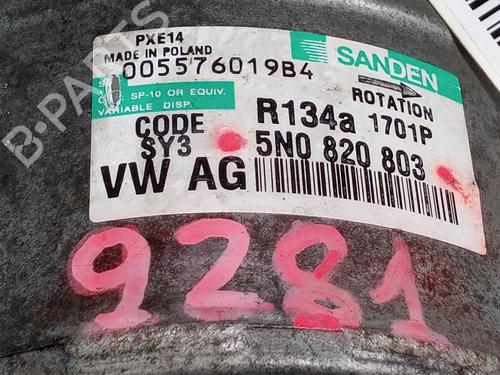 PXE14
MADE IN POLAND
005576019B4
SANDEN
SP-10 OR EQUIV.
VARIABLE DISP.
ROTATION
CODE
SY3
R134a 1701P
5N0 820 803
VW AG
9281
B-PARTS